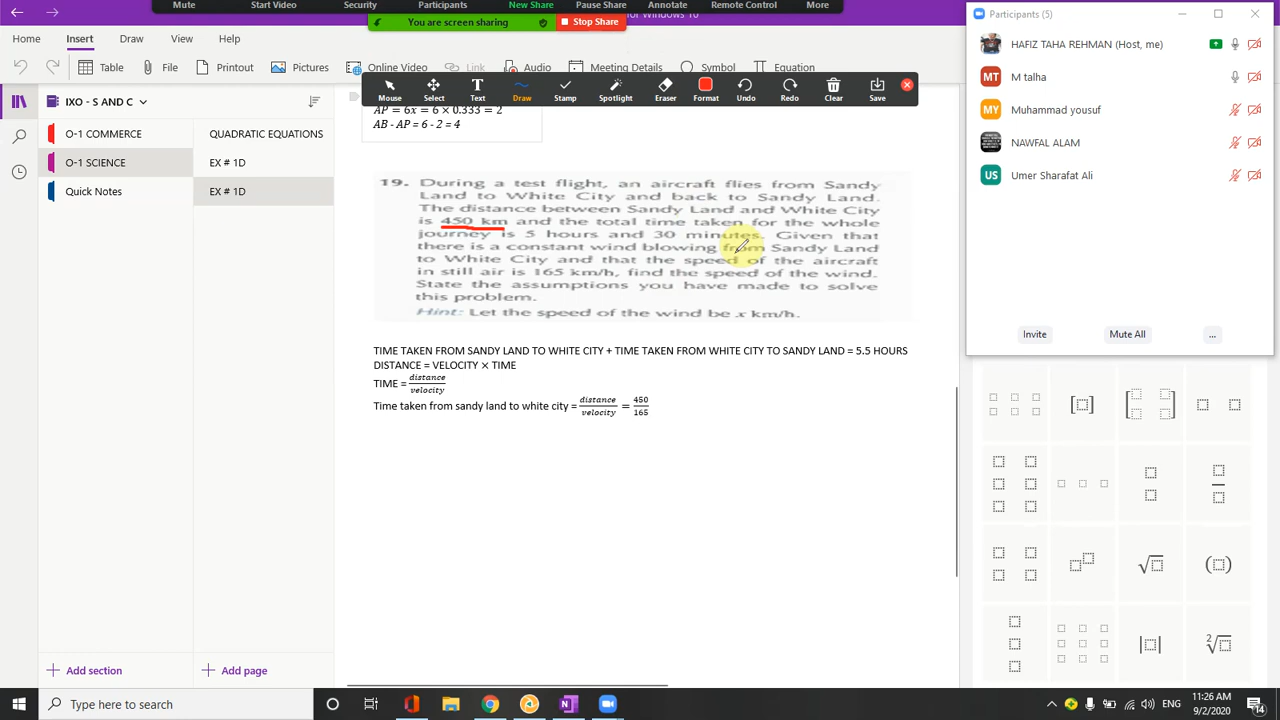 Mute
Start Video
Security
Participants
New Share
Pause Share
Annotate
Remote Control
More
You are screen sharing
Stop Share
for Windows 10
Home
Insert
Draw
View
Help
Table
File
Printout
Pictures
Online Video
Link
Audio
Meeting Details
Symbol
Equation
Mouse
Select
Text
Draw
Stamp
Spotlight
Eraser
Format
Undo
Redo
Clear
Save
IXO - S AND C
O-1 COMMERCE
O-1 SCIENCE
Quick Notes
QUADRATIC EQUATIONS
EX # 1D
EX # 1D
AP = 6x = 6 × 0.333 = 2
AB - AP = 6 - 2 = 4
19. During a test flight, an aircraft flies from Sandy
Land to White City and back to Sandy Land.
The distance between Sandy Land and White City
is 450 km and the total time taken for the whole
journey is 5 hours and 30 minutes. Given that
there is a constant wind blowing from Sandy Land
to White City and that the speed of the aircraft
in still air is 165 km/h, find the speed of the wind.
State the assumptions you have made to solve
this problem.
Hint: Let the speed of the wind be x km/h.
TIME TAKEN FROM SANDY LAND TO WHITE CITY + TIME TAKEN FROM WHITE CITY TO SANDY LAND = 5.5 HOURS
DISTANCE = VELOCITY × TIME
TIME = distance/velocity
Time taken from sandy land to white city = distance/velocity = 450/165
Add section
Add page
Participants (5)
HAFIZ TAHA REHMAN (Host, me)
MT M talha
MY Muhammad yousuf
NAWFAL ALAM
US Umer Sharafat Ali
Invite
Mute All
...
Type here to search
ENG
11:26 AM
9/2/2020
14